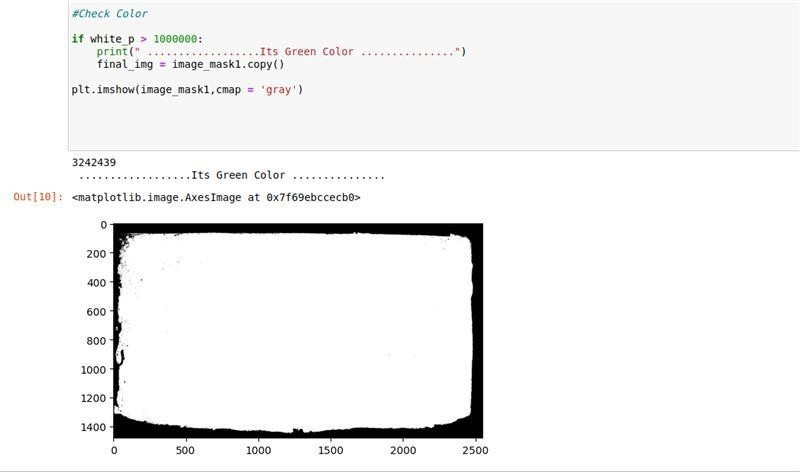 #Check Color
if white_p > 1000000:
print(" ..................Its Green Color ...............")
final_img = image_mask1.copy()
plt.imshow(image_mask1,cmap = 'gray')
3242439
..................Its Green Color ...............
Out[10]: <matplotlib.image.AxesImage at 0x7f69ebccecb0>
0
200
400
600
800
1000
1200
1400
0 500 1000 1500 2000 2500